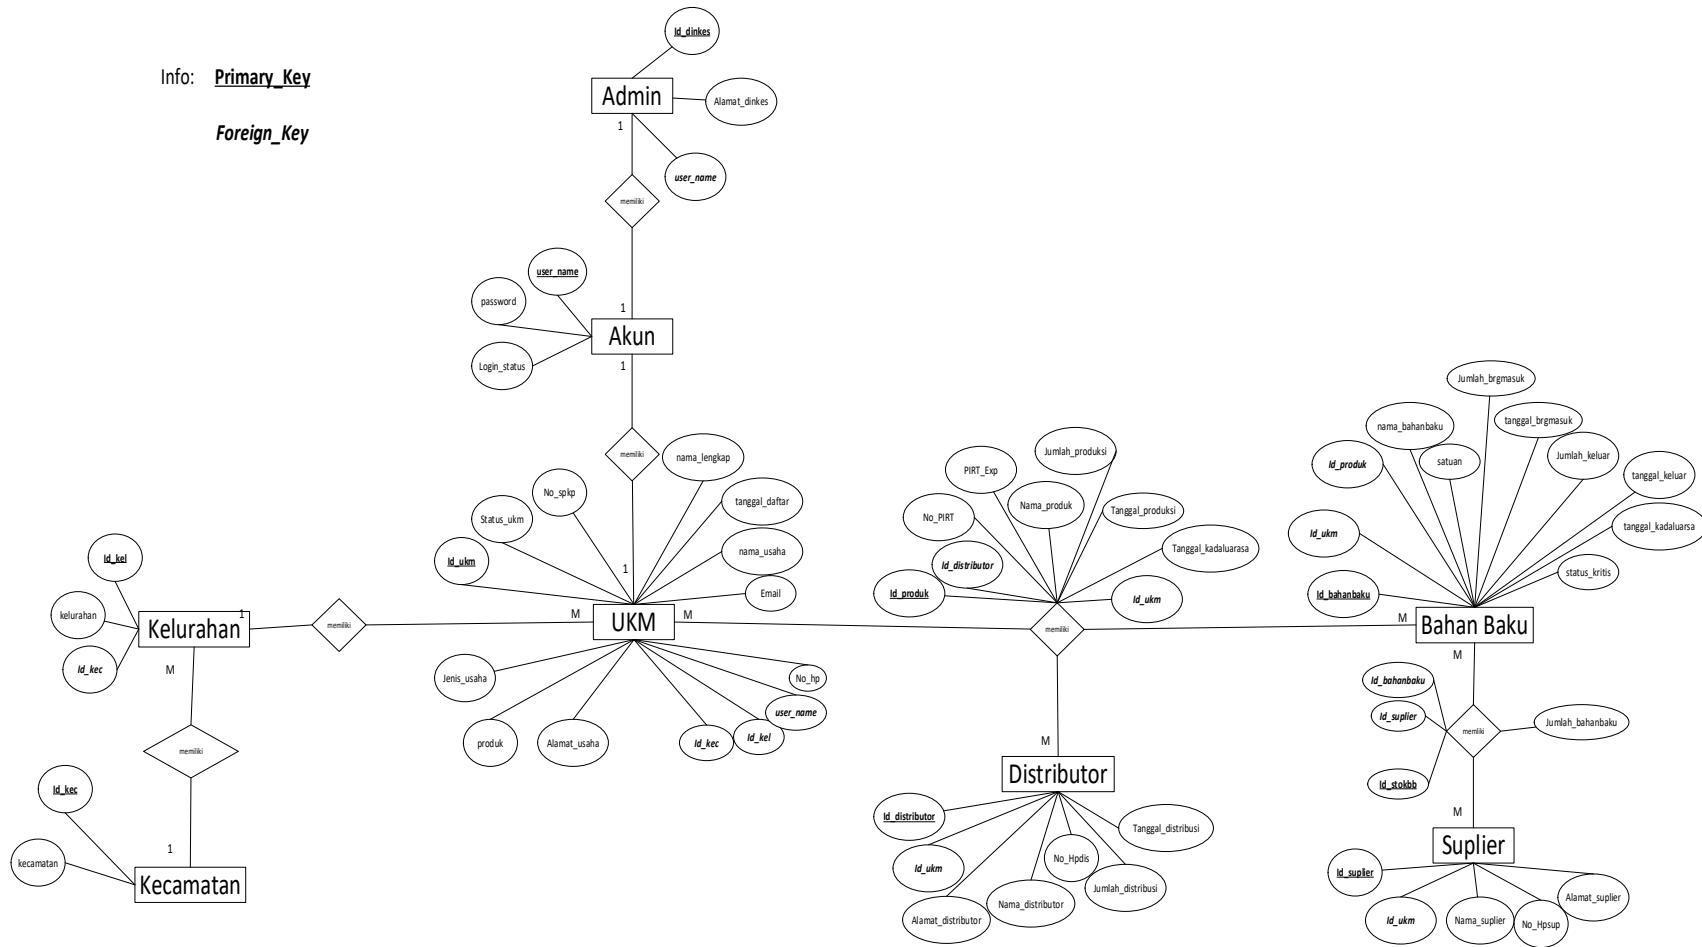 Info: Primary_Key
Foreign_Key
Id_dinkes
Admin
Alamat_dinkes
1
user_name
memiliki
user_name
password
1
Akun
Login_status
1
memiliki
nama_lengkap
No_spkp
tanggal_daftar
Status_ukm
nama_usaha
Id_ukm
1
Email
M
UKM
M
Jenis_usaha
No_hp
user_name
produk
Alamat_usaha
Id_kec
Id_kel
Id_kel
kelurahan
1
Kelurahan
memiliki
Id_kec
M
memiliki
Id_kec
1
kecamatan
Kecamatan
Jumlah_produksi
PIRT_Exp
Nama_produk
Tanggal_produksi
No_PIRT
Tanggal_kadaluarasa
Id_distributor
Id_produk
Id_ukm
memiliki
M
Distributor
Id_distributor
Tanggal_distribusi
No_Hpdis
Id_ukm
Jumlah_distribusi
Nama_distributor
Alamat_distributor
Jumlah_brgmasuk
nama_bahanbaku
tanggal_brgmasuk
Id_produk
satuan
Jumlah_keluar
tanggal_keluar
Id_ukm
tanggal_kadaluarsa
status_kritis
Id_bahanbaku
M
Bahan Baku
M
Id_bahanbaku
Id_suplier
Jumlah_bahanbaku
memliki
Id_stokbb
M
Suplier
Id_suplier
Alamat_suplier
Id_ukm
Nama_suplier
No_Hpsup